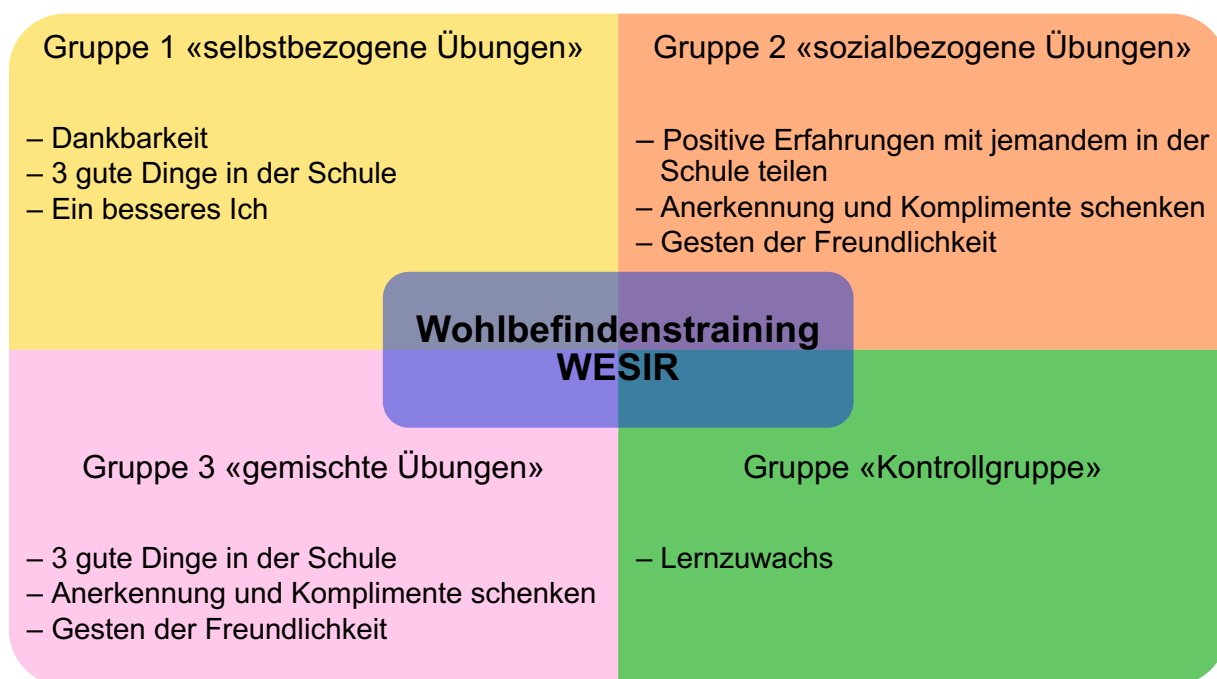 Gruppe 1 «selbstbezogene Übungen»
– Dankbarkeit
– 3 gute Dinge in der Schule
– Ein besseres Ich
Gruppe 2 «sozialbezogene Übungen»
– Positive Erfahrungen mit jemandem in der
Schule teilen
– Anerkennung und Komplimente schenken
– Gesten der Freundlichkeit
Wohlbefindenstraining
WESIR
Gruppe 3 «gemischte Übungen»
– 3 gute Dinge in der Schule
– Anerkennung und Komplimente schenken
– Gesten der Freundlichkeit
Gruppe «Kontrollgruppe»
– Lernzuwachs